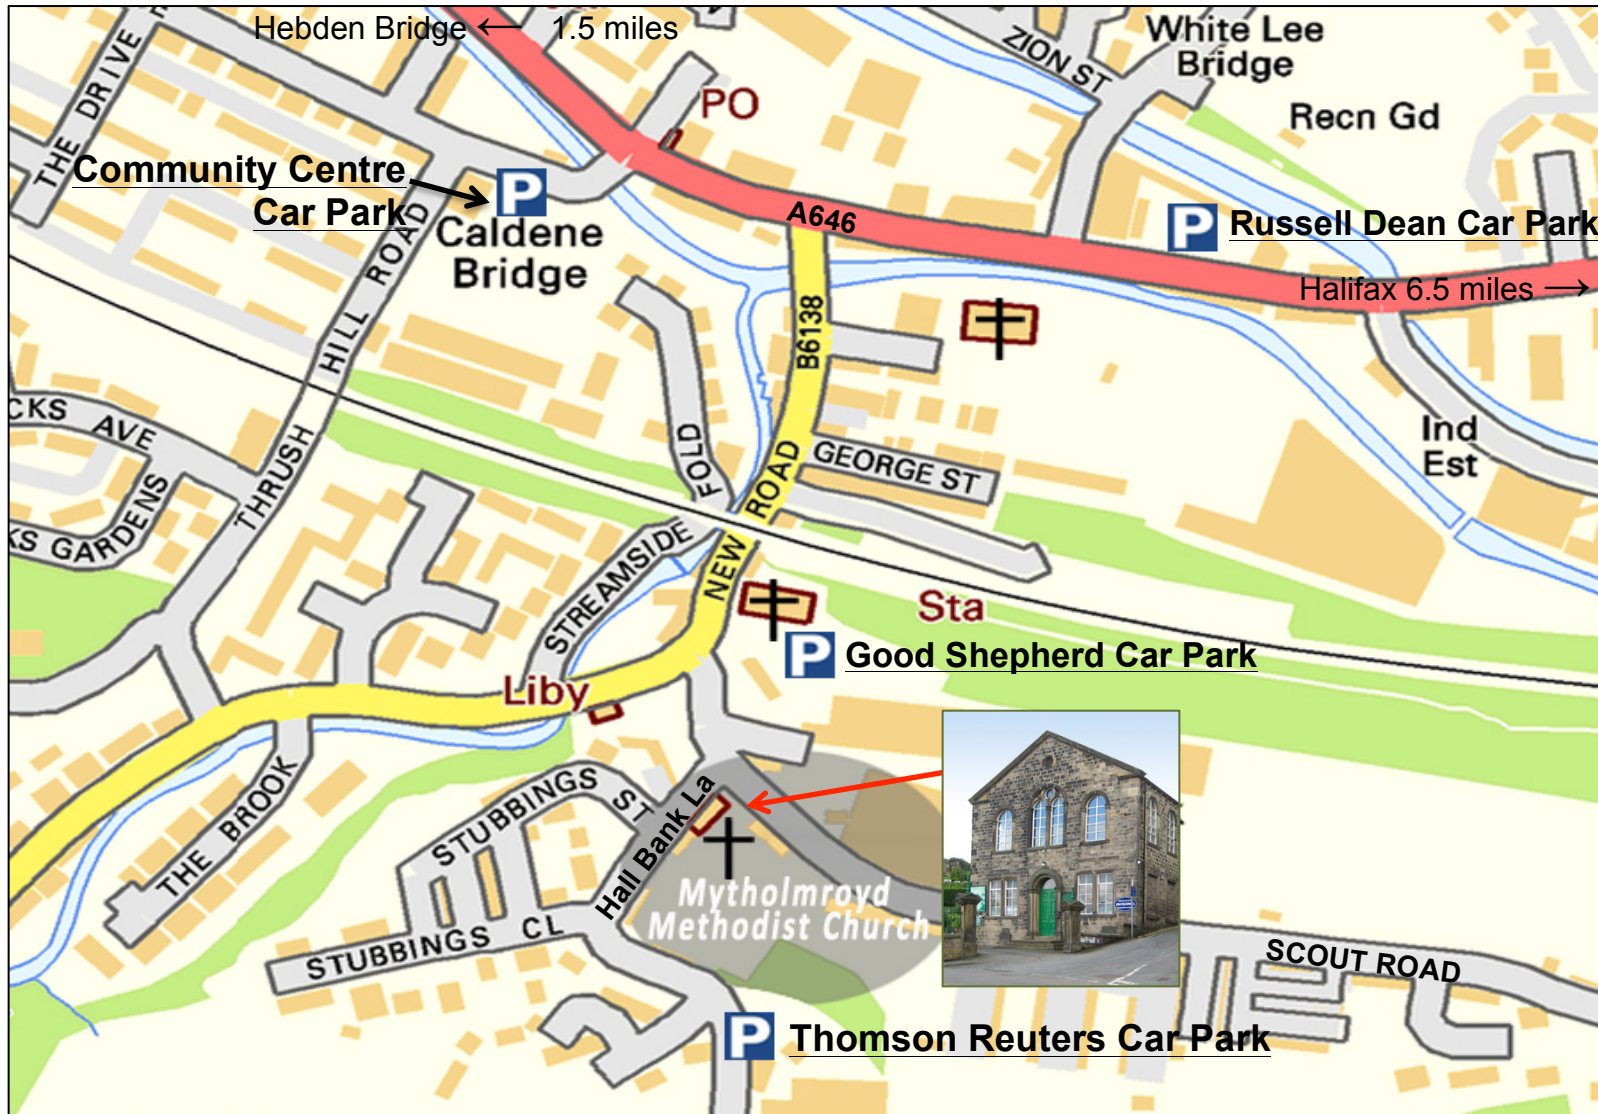 Hebden Bridge ← 1.5 miles
ZION ST
White Lee
Bridge
Recn Gd
THE DRIVE
PO
Community Centre
Car Park
P
Caldene
Bridge
A646
P
Russell Dean Car Park
Halifax 6.5 miles →
THRUSH HILL ROAD
B6138
CKS AVE
KS GARDENS
FOLD
GEORGE ST
Ind
Est
NEW ROAD
STREAMSIDE
Sta
P
Good Shepherd Car Park
Liby
THE BROOK
STUBBINGS ST
Hall Bank La
Mytholmroyd
Methodist Church
STUBBINGS CL
SCOUT ROAD
P
Thomson Reuters Car Park